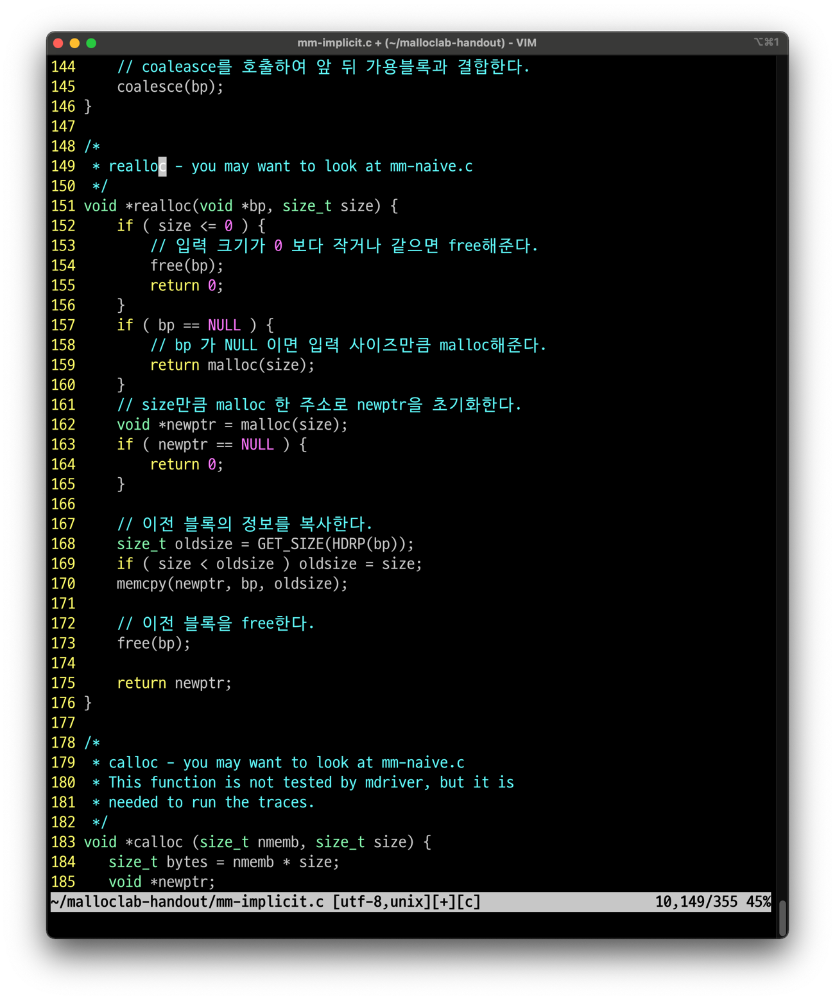 mm-implicit.c + (~/malloclab-handout) - VIM ⌥⌘1
144     // coaleasce를 호출하여 앞 뒤 가용블록과 결합한다.
145     coalesce(bp);
146 }
147
148 /*
149  * realloc - you may want to look at mm-naive.c
150  */
151 void *realloc(void *bp, size_t size) {
152     if ( size <= 0 ) {
153         // 입력 크기가 0 보다 작거나 같으면 free해준다.
154         free(bp);
155         return 0;
156     }
157     if ( bp == NULL ) {
158         // bp 가 NULL 이면 입력 사이즈만큼 malloc해준다.
159         return malloc(size);
160     }
161     // size만큼 malloc 한 주소로 newptr을 초기화한다.
162     void *newptr = malloc(size);
163     if ( newptr == NULL ) {
164         return 0;
165     }
166
167     // 이전 블록의 정보를 복사한다.
168     size_t oldsize = GET_SIZE(HDRP(bp));
169     if ( size < oldsize ) oldsize = size;
170     memcpy(newptr, bp, oldsize);
171
172     // 이전 블록을 free한다.
173     free(bp);
174
175     return newptr;
176 }
177
178 /*
179  * calloc - you may want to look at mm-naive.c
180  * This function is not tested by mdriver, but it is
181  * needed to run the traces.
182  */
183 void *calloc (size_t nmemb, size_t size) {
184    size_t bytes = nmemb * size;
185    void *newptr;
~/malloclab-handout/mm-implicit.c [utf-8,unix][+][c] 10,149/355 45%